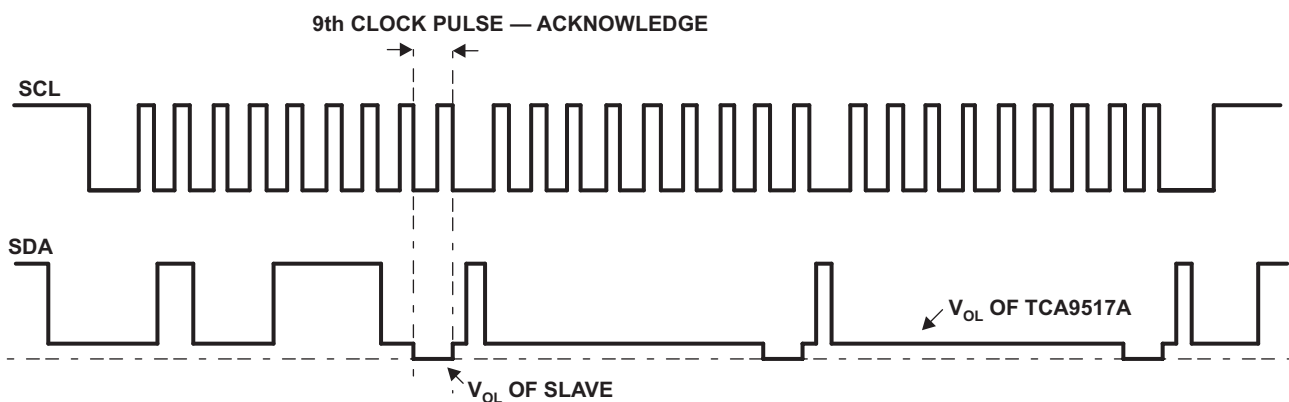 9th CLOCK PULSE — ACKNOWLEDGE
SCL
SDA
VOL OF TCA9517A
VOL OF SLAVE